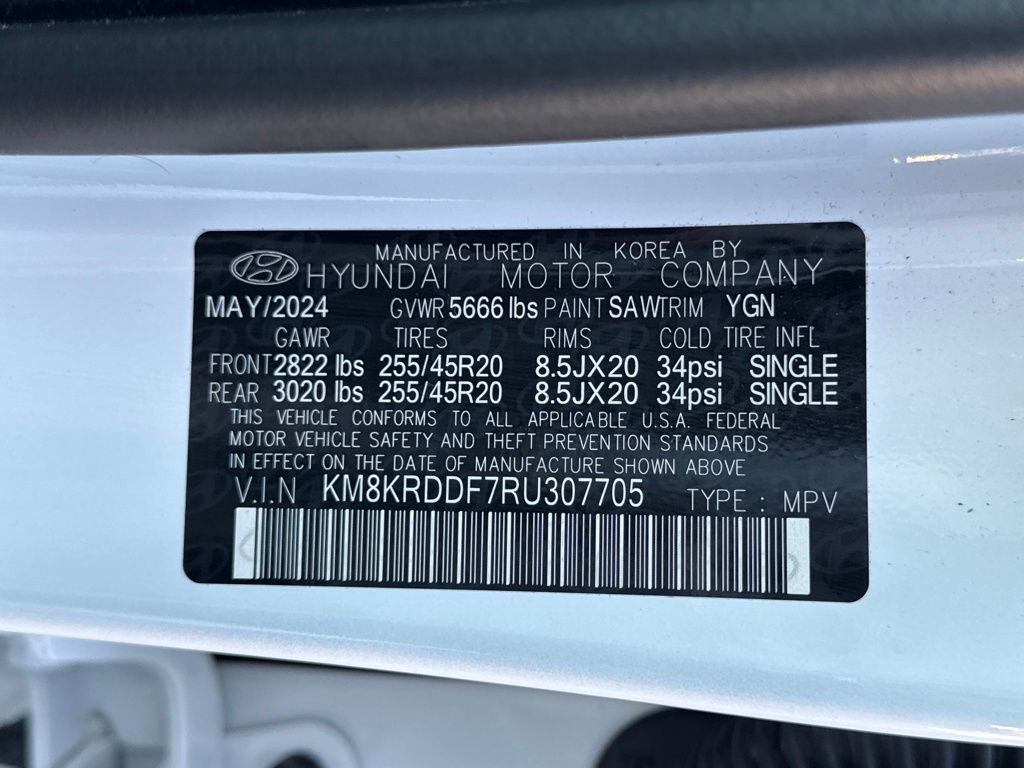 MANUFACTURED IN KOREA BY
HYUNDAI MOTOR COMPANY
MAY/2024 GVWR 5666 lbs PAINT SAW TRIM YGN
GAWR TIRES RIMS COLD TIRE INFL
FRONT 2822 lbs 255/45R20 8.5JX20 34psi SINGLE
REAR 3020 lbs 255/45R20 8.5JX20 34psi SINGLE
THIS VEHICLE CONFORMS TO ALL APPLICABLE U.S.A. FEDERAL
MOTOR VEHICLE SAFETY AND THEFT PREVENTION STANDARDS
IN EFFECT ON THE DATE OF MANUFACTURE SHOWN ABOVE
V.I.N KM8KRDDF7RU307705 TYPE : MPV